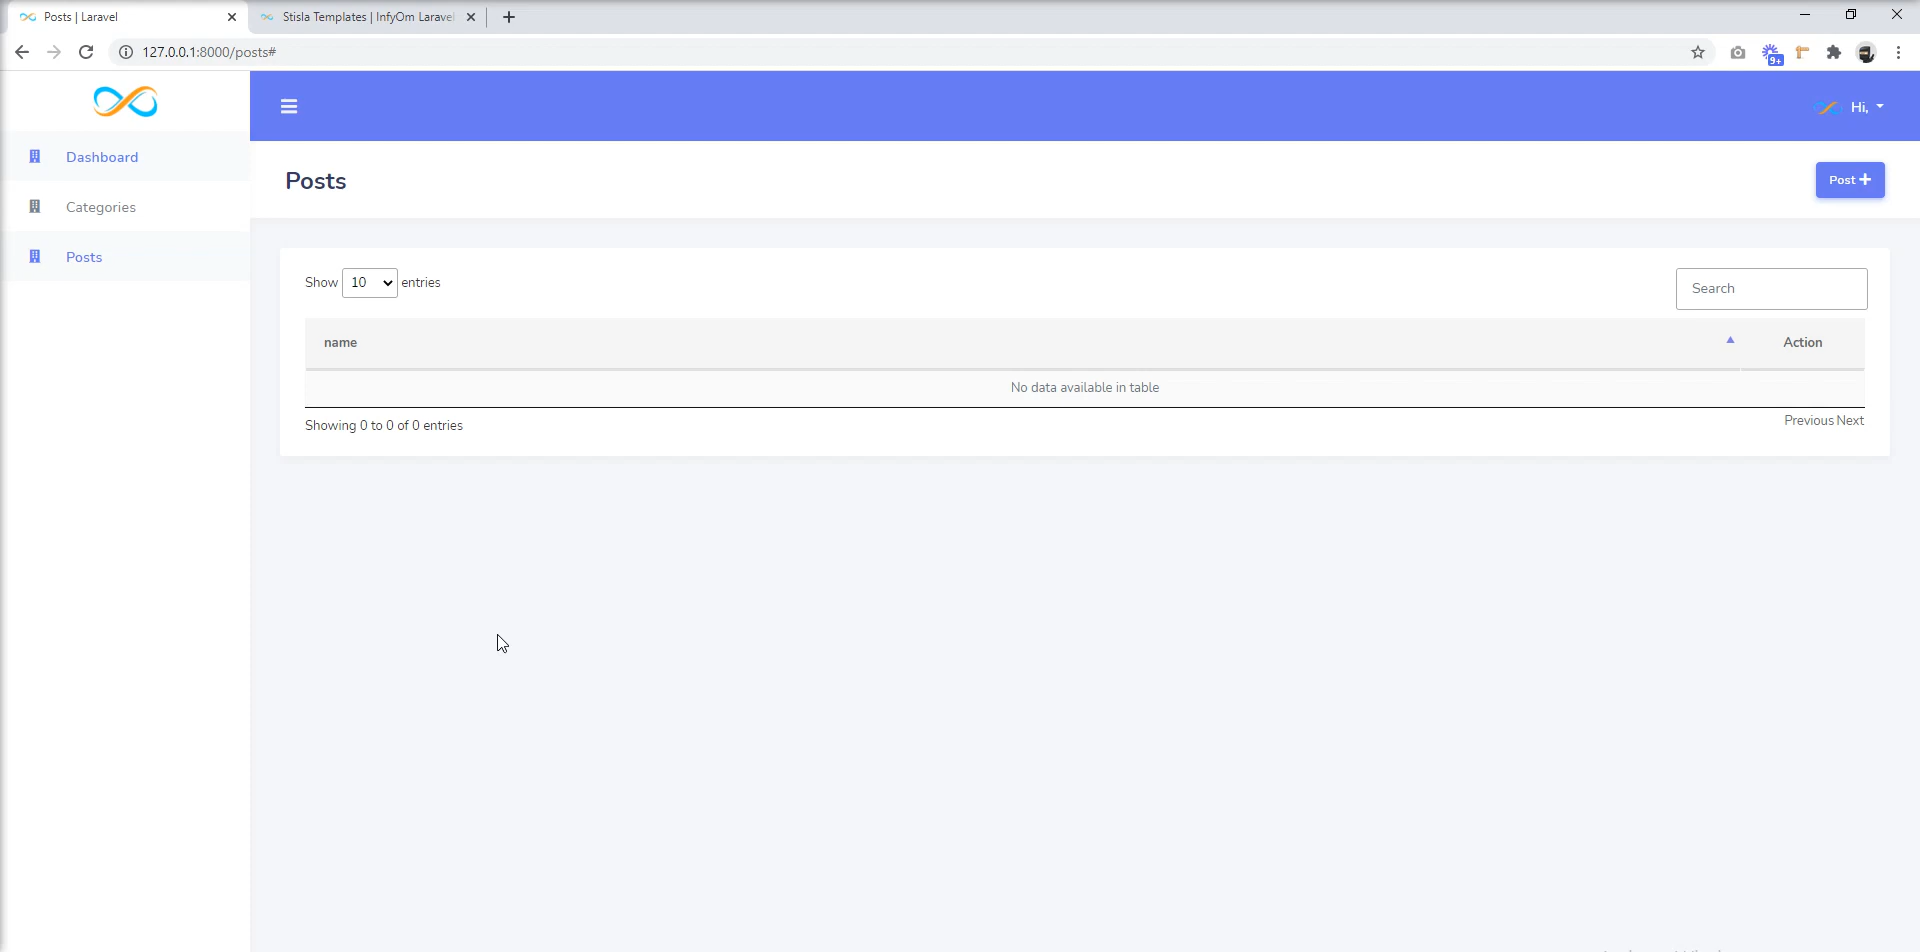 Posts | Laravel
Stisla Templates | InfyOm Laravel
127.0.0.1:8000/posts#
9+
Hi,
Dashboard
Categories
Posts
Posts
Post
Show 10 entries
Search
name
Action
No data available in table
Showing 0 to 0 of 0 entries
Previous Next